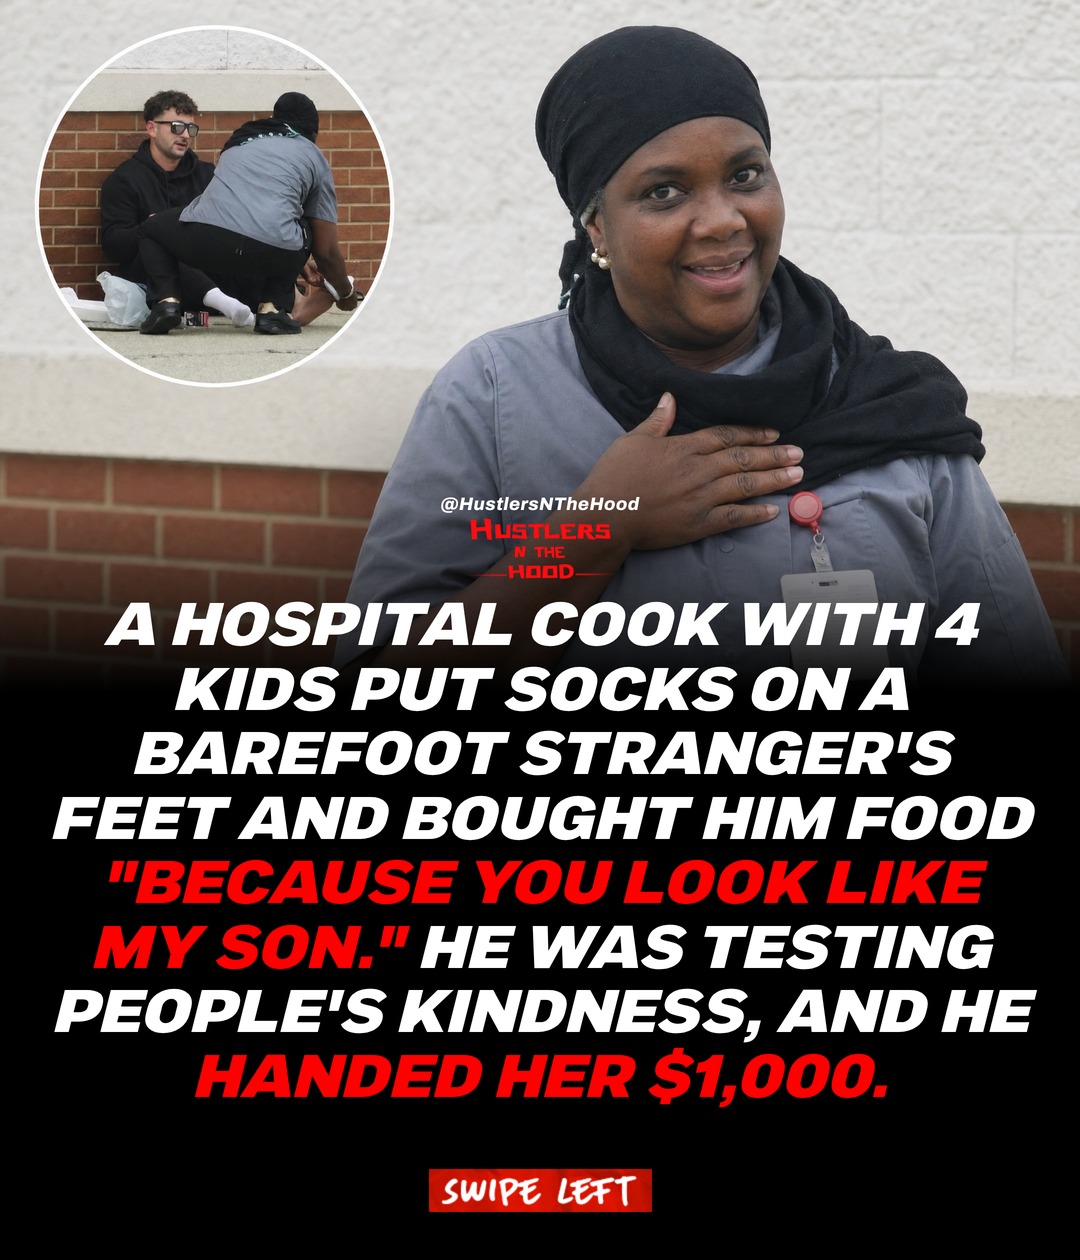 @HustlersNTheHood
HUSTLERS
N THE
HOOD
A HOSPITAL COOK WITH 4
KIDS PUT SOCKS ON A
BAREFOOT STRANGER'S
FEET AND BOUGHT HIM FOOD
"BECAUSE YOU LOOK LIKE
MY SON." HE WAS TESTING
PEOPLE'S KINDNESS, AND HE
HANDED HER $1,000.
SWIPE LEFT